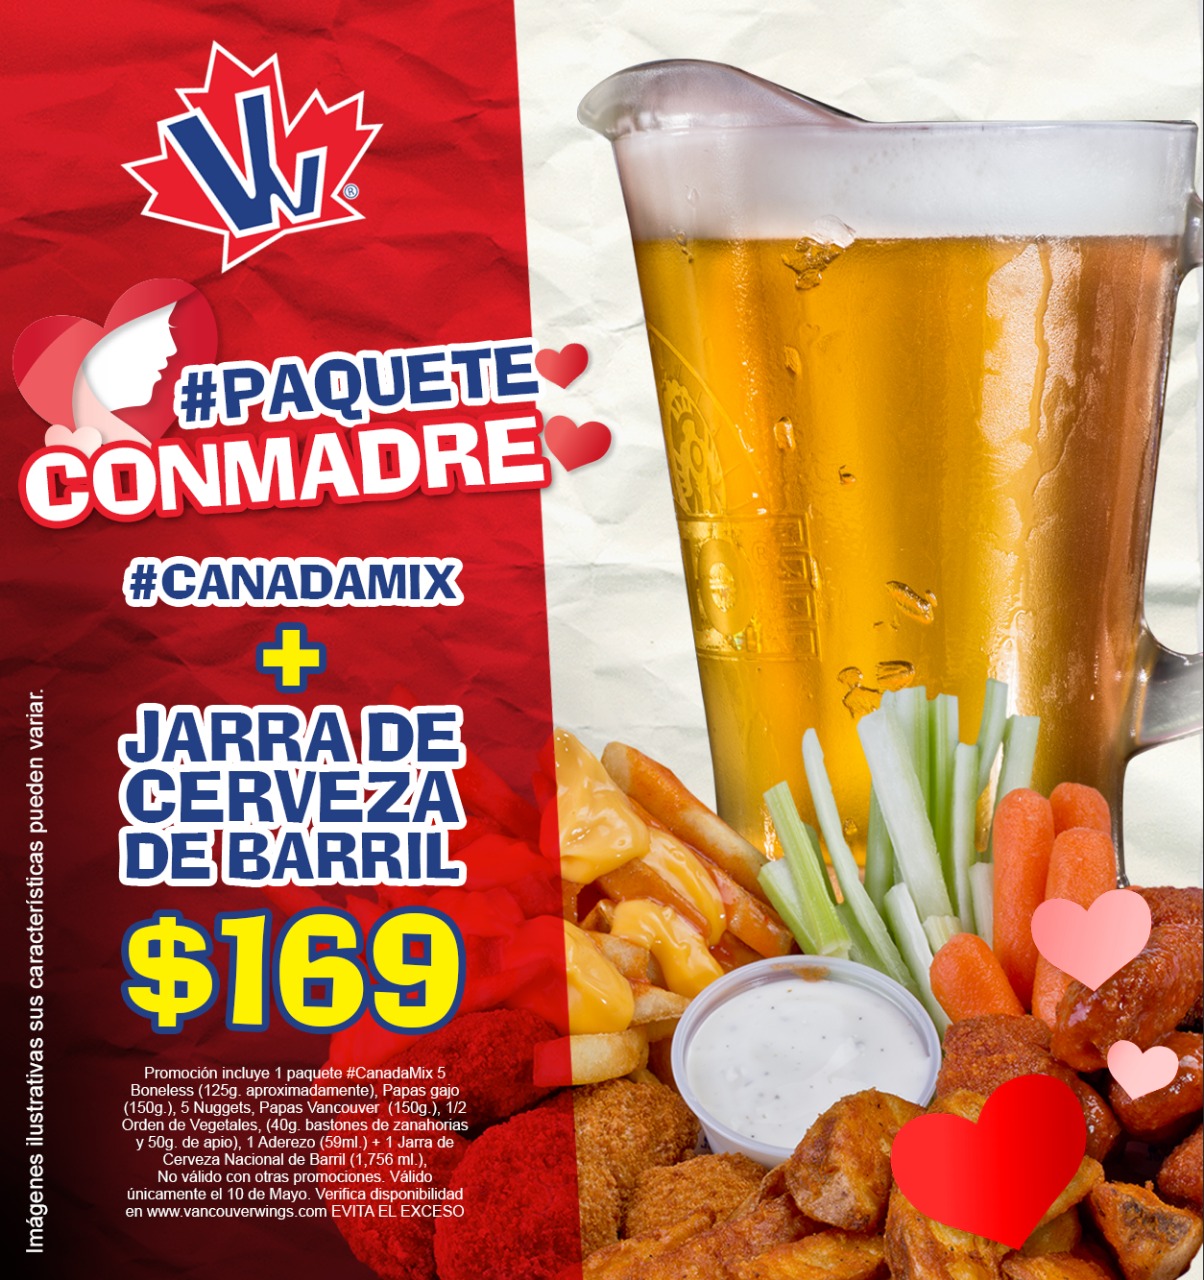 VW®
#PAQUETE
CONMADRE
#CANADAMIX
+
JARRA DE
CERVEZA
DE BARRIL
$169
Promoción incluye 1 paquete #CanadaMix 5
Boneless (125g. aproximadamente), Papas gajo
(150g.), 5 Nuggets, Papas Vancouver (150g.), 1/2
Orden de Vegetales, (40g. bastones de zanahorias
y 50g. de apio), 1 Aderezo (59ml.) + 1 Jarra de
Cerveza Nacional de Barril (1,756 ml.),
No válido con otras promociones. Válido
únicamente el 10 de Mayo. Verifica disponibilidad
en www.vancouverwings.com EVITA EL EXCESO
Imágenes ilustrativas sus características pueden variar.